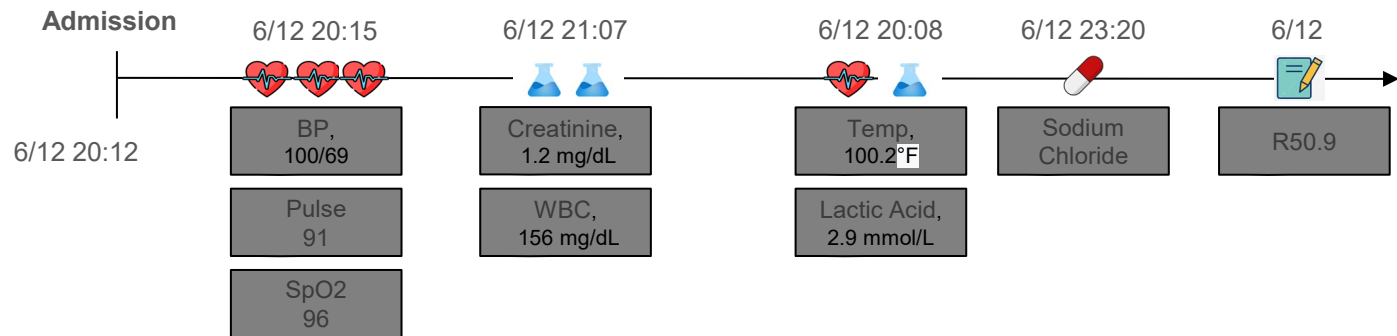 Admission
6/12 20:12
6/12 20:15
BP,
100/69
Pulse
91
SpO2
96
6/12 21:07
Creatinine,
1.2 mg/dL
WBC,
156 mg/dL
6/12 20:08
Temp,
100.2°F
Lactic Acid,
2.9 mmol/L
6/12 23:20
Sodium
Chloride
6/12
R50.9